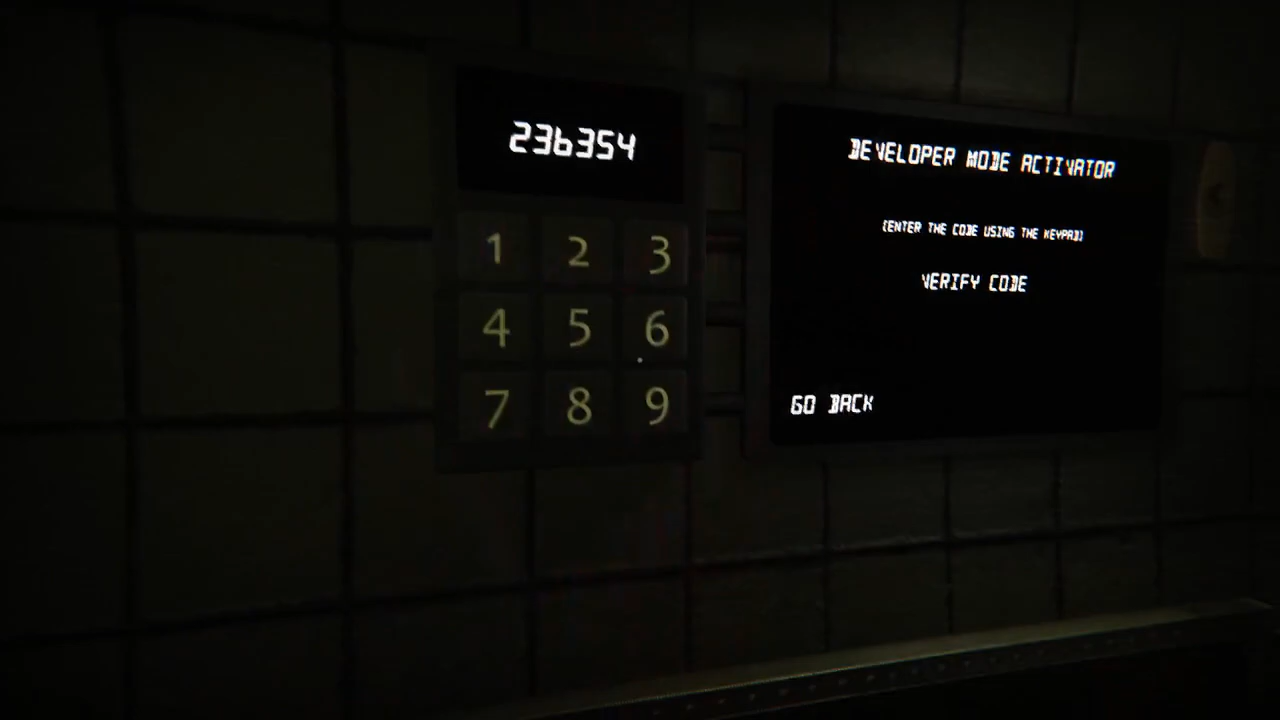 236354
1 2 3
4 5 6
7 8 9
DEVELOPER MODE ACTIVATOR
[ENTER THE CODE USING THE KEYPAD]
VERIFY CODE
GO BACK